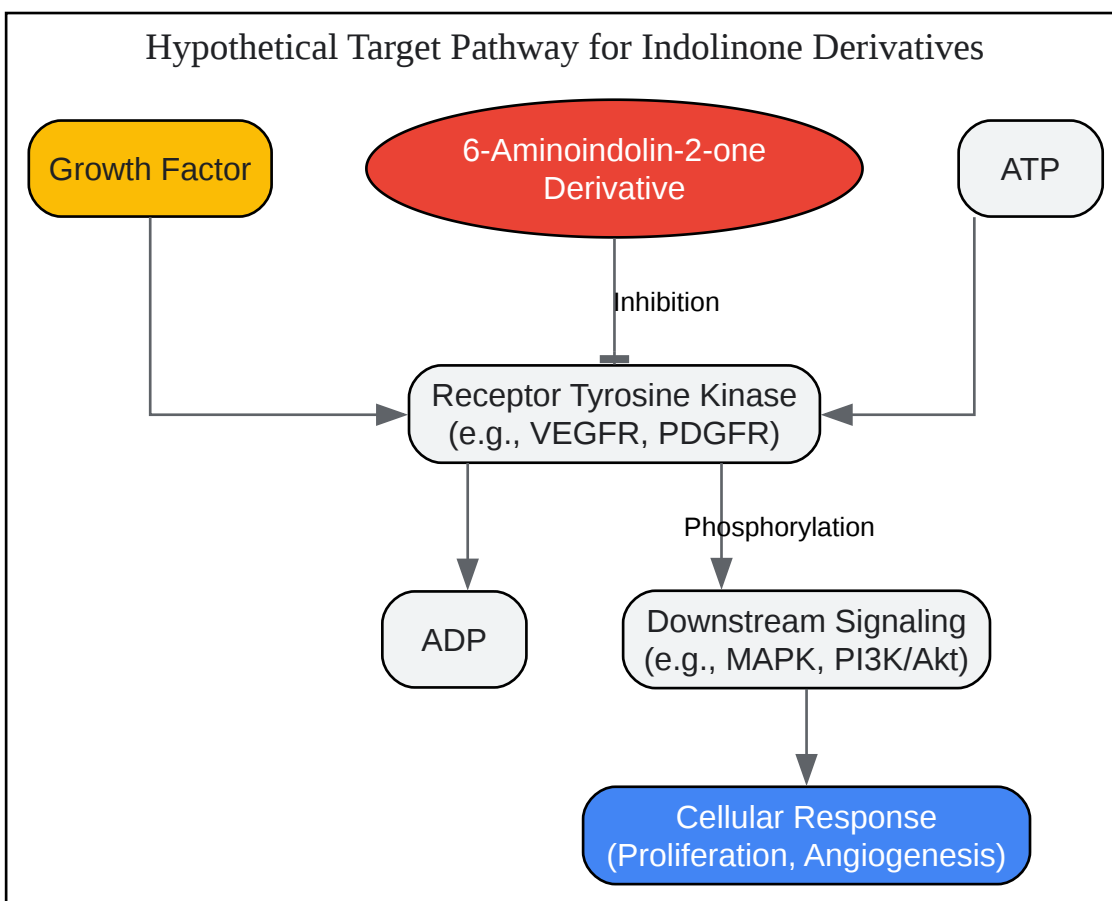 Hypothetical Target Pathway for Indolinone Derivatives
Growth Factor
6-Aminoindolin-2-one
Derivative
ATP
Inhibition
Receptor Tyrosine Kinase
(e.g., VEGFR, PDGFR)
Phosphorylation
ADP
Downstream Signaling
(e.g., MAPK, PI3K/Akt)
Cellular Response
(Proliferation, Angiogenesis)